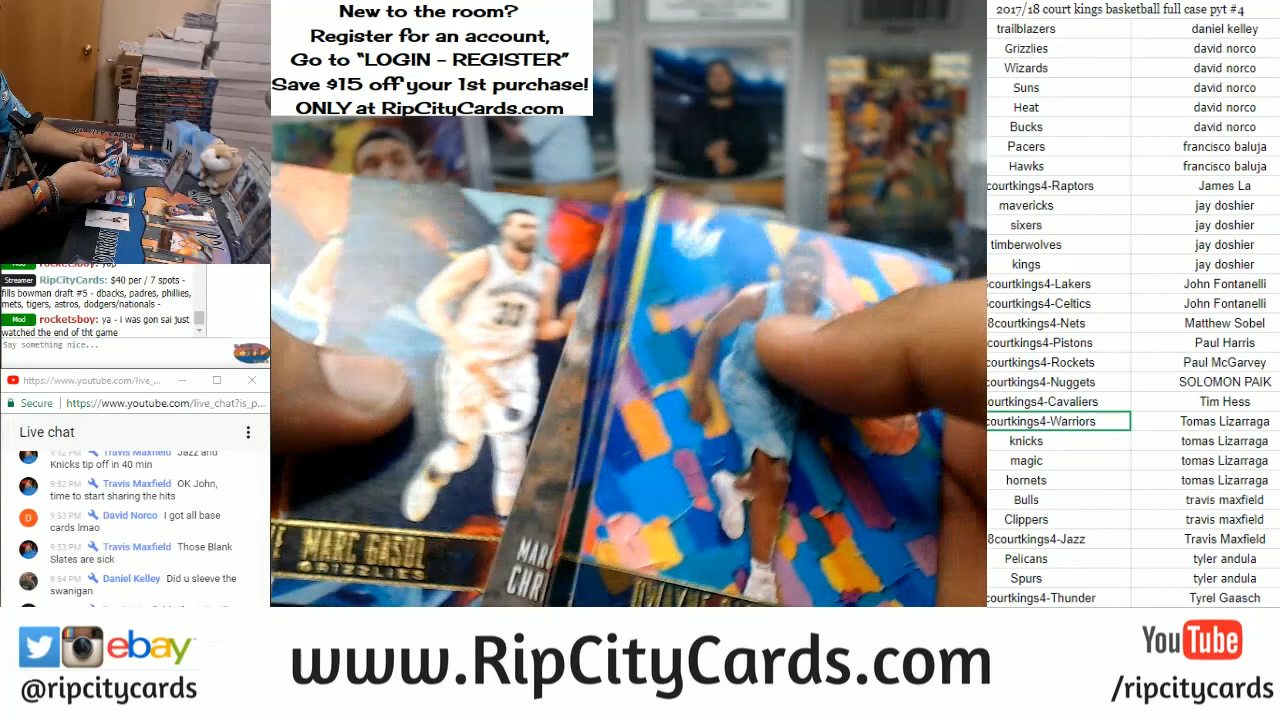 New to the room?
Register for an account,
Go to "LOGIN - REGISTER"
Save $15 off your 1st purchase!
ONLY at RipCityCards.com
RipCityCards: $40 per / 7 spots -
fills bowman draft #5 - dbacks, padres, phillies,
mets, tigers, astros, dodgers/nationals -
Mod rocketsboy: ya - i was gon sai just
watched the end of tht game
Say something nice...
https://www.youtube.com/live_...
Secure https://www.youtube.com/live_chat?is_p...
Live chat
9:52 PM Travis Maxfield Jazz and
Knicks tip off in 40 min
9:53 PM Travis Maxfield OK John,
time to start sharing the hits
D 9:53 PM David Norco I got all base
cards lmao
9:53 PM Travis Maxfield Those Blank
Slates are sick
9:54 PM Daniel Kelley Did u sleeve the
swanigan
MARC GASOL
GRIZZLIES
33
MAR
CHR
2017/18 court kings basketball full case pyt #4
trailblazers daniel kelley
Grizzlies david norco
Wizards david norco
Suns david norco
Heat david norco
Bucks david norco
Pacers francisco baluja
Hawks francisco baluja
courtkings4-Raptors James La
mavericks jay doshier
sixers jay doshier
timberwolves jay doshier
kings jay doshier
courtkings4-Lakers John Fontanelli
courtkings4-Celtics John Fontanelli
8courtkings4-Nets Matthew Sobel
courtkings4-Pistons Paul Harris
courtkings4-Rockets Paul McGarvey
courtkings4-Nuggets SOLOMON PAIK
ourtkings4-Cavaliers Tim Hess
courtkings4-Warriors Tomas Lizarraga
knicks tomas Lizarraga
magic tomas Lizarraga
hornets tomas Lizarraga
Bulls travis maxfield
Clippers travis maxfield
8courtkings4-Jazz Travis Maxfield
Pelicans tyler andula
Spurs tyler andula
ourtkings4-Thunder Tyrel Gaasch
ebay
@ripcitycards
www.RipCityCards.com
YouTube
/ripcitycards